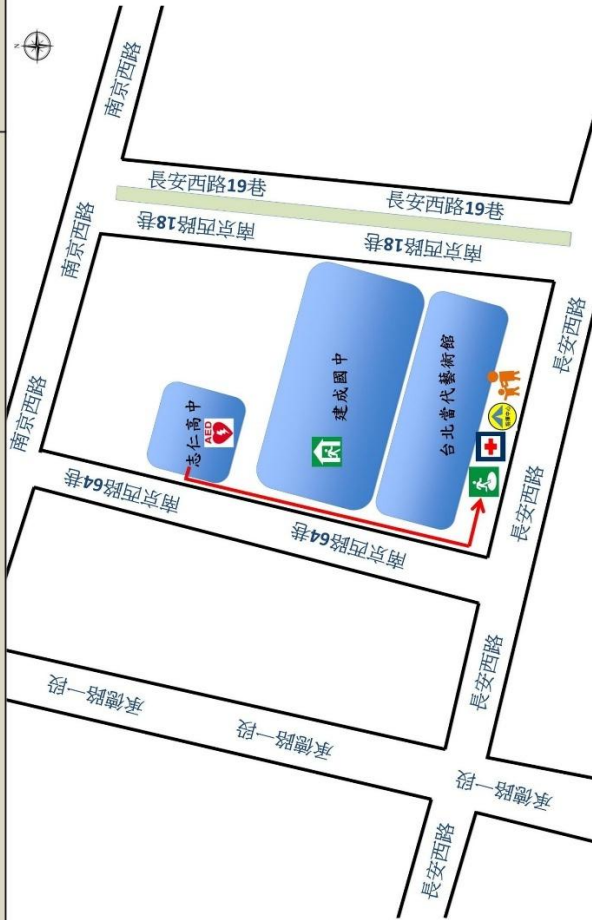 N
南京西路
南京西路
南京西路
長安西路19巷
長安西路19巷
南京西路18巷
南京西路18巷
志仁高中
AED
建成國中
台北當代藝術館
長安西路
長安西路
長安西路
長安西路
南京西路64巷
南京西路64巷
承德路一段
承德路一段
承德路一段